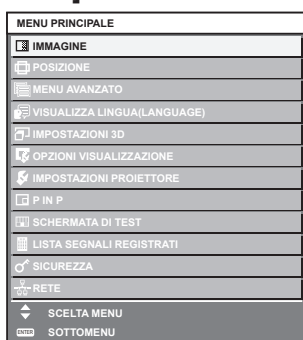 MENU PRINCIPALE
IMMAGINE
POSIZIONE
MENU AVANZATO
VISUALIZZA LINGUA(LANGUAGE)
IMPOSTAZIONI 3D
OPZIONI VISUALIZZAZIONE
IMPOSTAZIONI PROIETTORE
P IN P
SCHERMATA DI TEST
LISTA SEGNALI REGISTRATI
SICUREZZA
RETE
SCELTA MENU
ENTER SOTTOMENU